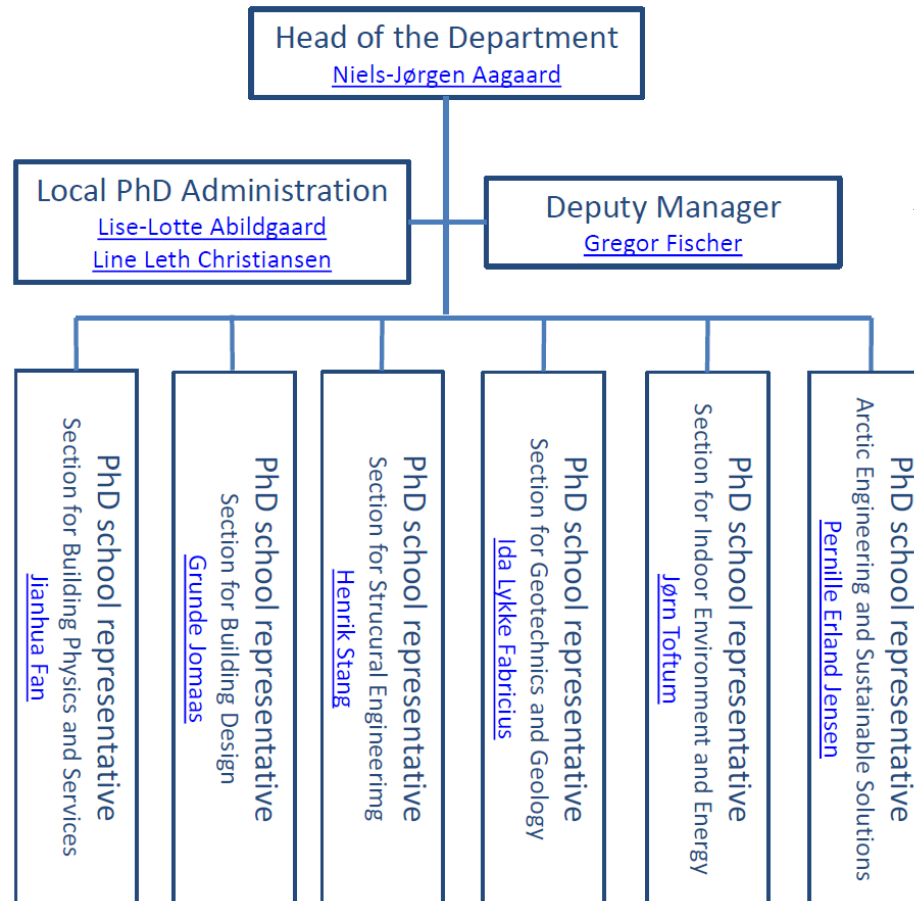 Head of the Department
Niels-Jørgen Aagaard
Local PhD Administration
Lise-Lotte Abildgaard
Line Leth Christiansen
Deputy Manager
Gregor Fischer
PhD school representative
Section for Building Physics and Services
Jianhua Fan
PhD school representative
Section for Building Design
Grunde Jomaas
PhD school representative
Section for Strucural Engineerimg
Henrik Stang
PhD school representative
Section for Geotechnics and Geology
Ida Lykke Fabricius
PhD school representative
Section for Indoor Environment and Energy
Jørn Toftum
PhD school representative
Arctic Engineering and Sustainable Solutions
Pernille Erland Jensen